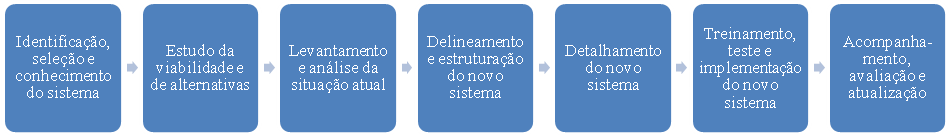 Identificação,
seleção e
conhecimento
do sistema
Estudo da
viabilidade e
de alternativas
Levantamento
e análise da
situação atual
Delineamento
e estruturação
do novo
sistema
Detalhamento
do novo
sistema
Treinamento,
teste e
implementação
do novo
sistema
Acompanha-
mento,
avaliação e
atualização